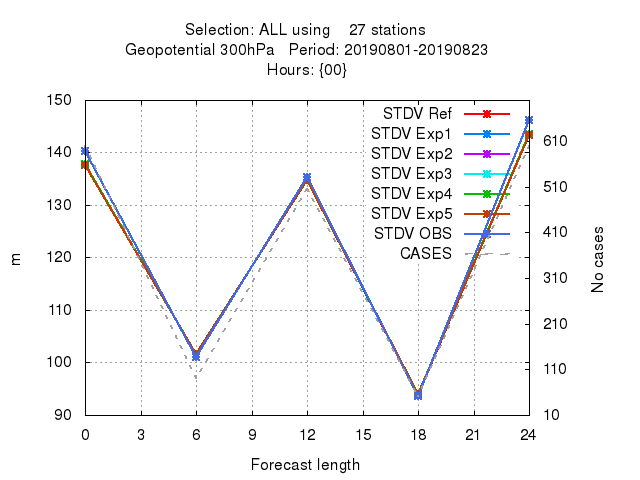 Selection: ALL using 27 stations
Geopotential 300hPa Period: 20190801-20190823
Hours: {00}
STDV Ref
STDV Exp1
STDV Exp2
STDV Exp3
STDV Exp4
STDV Exp5
STDV OBS
CASES
150
140
130
120
110
100
90
m
610
510
410
310
210
110
10
No cases
0 3 6 9 12 15 18 21 24
Forecast length